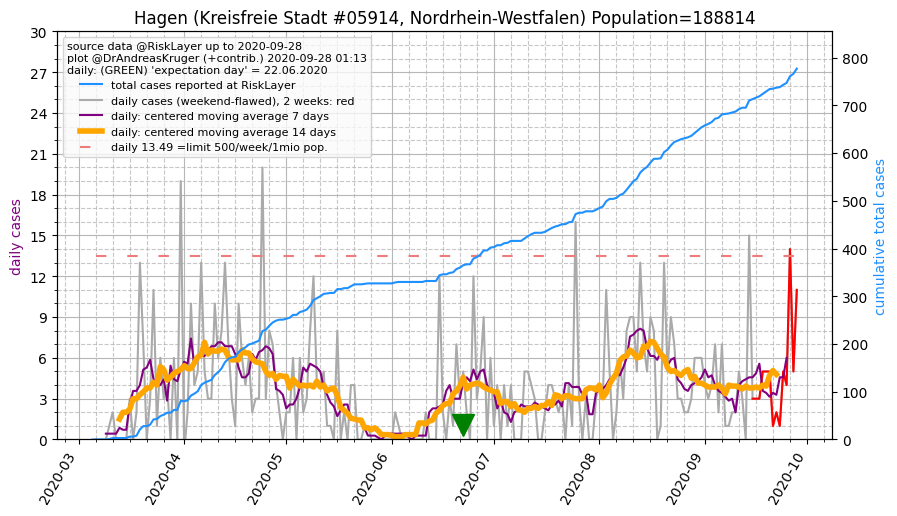 Hagen (Kreisfreie Stadt #05914, Nordrhein-Westfalen) Population=188814
source data @RiskLayer up to 2020-09-28
plot @DrAndreasKruger (+contrib.) 2020-09-28 01:13
daily: (GREEN) 'expectation day' = 22.06.2020
total cases reported at RiskLayer
daily cases (weekend-flawed), 2 weeks: red
daily: centered moving average 7 days
daily: centered moving average 14 days
daily 13.49 =limit 500/week/1mio pop.
daily cases
30
27
24
21
18
15
12
9
6
3
0
cumulative total cases
800
700
600
500
400
300
200
100
0
2020-03
2020-04
2020-05
2020-06
2020-07
2020-08
2020-09
2020-10